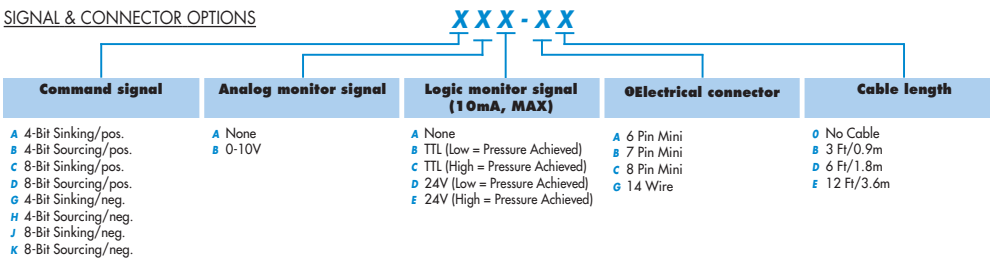 SIGNAL & CONNECTOR OPTIONS
X X X - X X
Command signal
A 4-Bit Sinking/pos.
B 4-Bit Sourcing/pos.
C 8-Bit Sinking/pos.
D 8-Bit Sourcing/pos.
G 4-Bit Sinking/neg.
H 4-Bit Sourcing/neg.
J 8-Bit Sinking/neg.
K 8-Bit Sourcing/neg.
Analog monitor signal
A None
B 0-10V
Logic monitor signal
(10mA, MAX)
A None
B TTL (Low = Pressure Achieved)
C TTL (High = Pressure Achieved)
D 24V (Low = Pressure Achieved)
E 24V (High = Pressure Achieved)
❶Electrical connector
A 6 Pin Mini
B 7 Pin Mini
C 8 Pin Mini
G 14 Wire
Cable length
0 No Cable
B 3 Ft/0.9m
D 6 Ft/1.8m
E 12 Ft/3.6m